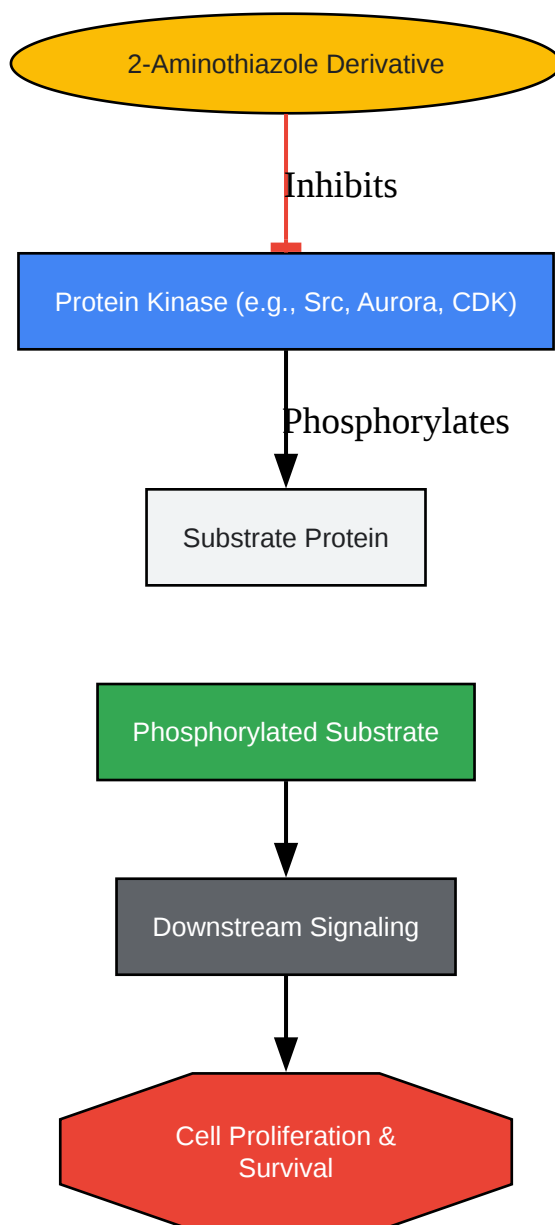 2-Aminothiazole Derivative
Inhibits
Protein Kinase (e.g., Src, Aurora, CDK)
Phosphorylates
Substrate Protein
Phosphorylated Substrate
Downstream Signaling
Cell Proliferation &
Survival